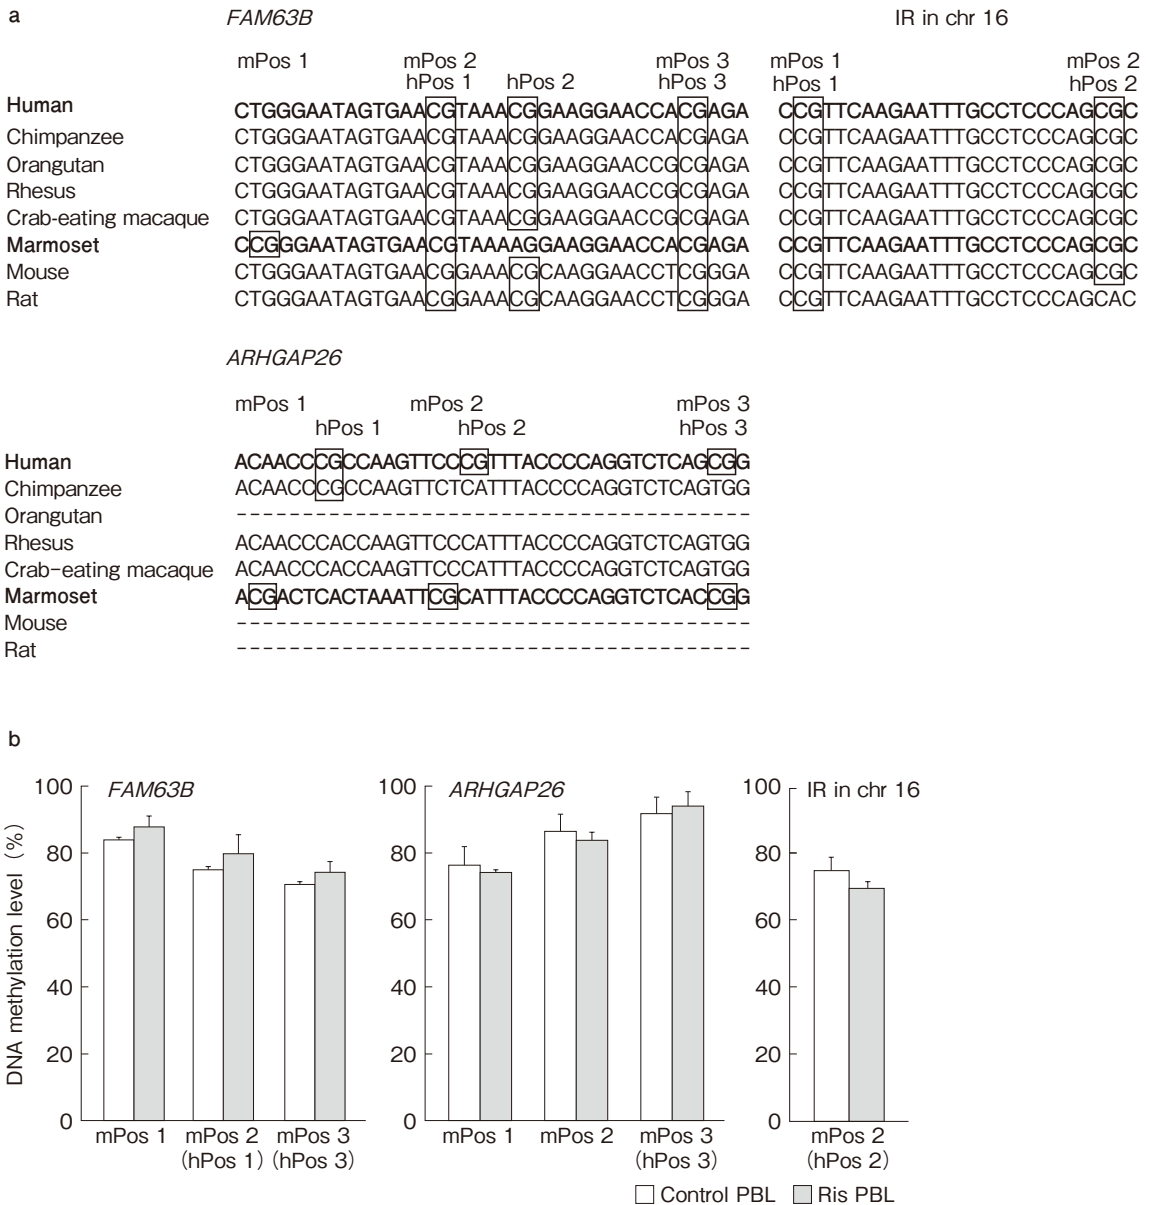 a
FAM63B IR in chr 16
mPos 1 mPos 2 mPos 3 mPos 1 mPos 2
hPos 1 hPos 2 hPos 3 hPos 1 hPos 2
Human CTGGGAATAGTGAACGTAAACGGAAGGAACCACGAGA CCGTTCAAGAATTTGCCTCCCAGCGC
Chimpanzee CTGGGAATAGTGAACGTAAACGGAAGGAACCACGAGA CCGTTCAAGAATTTGCCTCCCAGCGC
Orangutan CTGGGAATAGTGAACGTAAACGGAAGGAACCGCGAGA CCGTTCAAGAATTTGCCTCCCAGCGC
Rhesus CTGGGAATAGTGAACGTAAACGGAAGGAACCGCGAGA CCGTTCAAGAATTTGCCTCCCAGCGC
Crab-eating macaque CTGGGAATAGTGAACGTAAACGGAAGGAACCGCGAGA CCGTTCAAGAATTTGCCTCCCAGCGC
Marmoset CCGGGAATAGTGAACGTAAAAGGAAGGAACCACGAGA CCGTTCAAGAATTTGCCTCCCAGCGC
Mouse CTGGGAATAGTGAACGGAAACGCAAGGAACCTCGGGA CCGTTCAAGAATTTGCCTCCCAGCGC
Rat CTGGGAATAGTGAACGGAAACGCAAGGAACCTCGGGA CCGTTCAAGAATTTGCCTCCCAGCAC
ARHGAP26
mPos 1 mPos 2 mPos 3
hPos 1 hPos 2 hPos 3
Human ACAACCCGCCAAGTTCCCGTTTACCCCAGGTCTCAGCGG
Chimpanzee ACAACCCGCCAAGTTCTCATTTACCCCAGGTCTCAGTGG
Orangutan ---------------------------------------
Rhesus ACAACCCACCAAGTTCCCATTTACCCCAGGTCTCAGTGG
Crab-eating macaque ACAACCCACCAAGTTCCCATTTACCCCAGGTCTCAGTGG
Marmoset ACGACTCACTAAATTCGCATTTACCCCAGGTCTCACCGG
Mouse ---------------------------------------
Rat ---------------------------------------
b
DNA methylation level (%)
FAM63B
100
80
60
40
20
0
mPos 1 mPos 2 mPos 3
(hPos 1) (hPos 3)
ARHGAP26
100
80
60
40
20
0
mPos 1 mPos 2 mPos 3
(hPos 3)
IR in chr 16
100
80
60
40
20
0
mPos 2
(hPos 2)
Control PBL Ris PBL